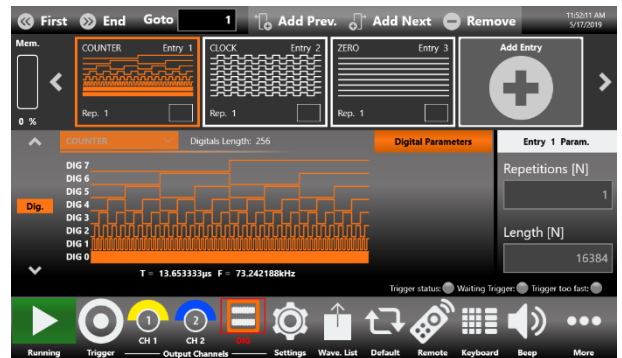 First End Goto 1 Add Prev. Add Next Remove 11:52:11 AM
5/17/2019
Mem. COUNTER Entry 1 CLOCK Entry 2 ZERO Entry 3 Add Entry
Rep. 1 Rep. 1 Rep. 1
0 %
COUNTER Digitals Length: 256 Digital Parameters Entry 1 Param.
DIG 7
DIG 6
DIG 5
DIG 4
DIG 3
DIG 2
DIG 1
DIG 0
Dig.
T = 13.653333µs F = 73.242188kHz
Repetitions [N]
1
Length [N]
16384
Trigger status: Waiting Trigger: Trigger too fast:
1 2
CH 1 CH 2 DIG
Running Trigger Output Channels Settings Wave. List Default Remote Keyboard Beep More